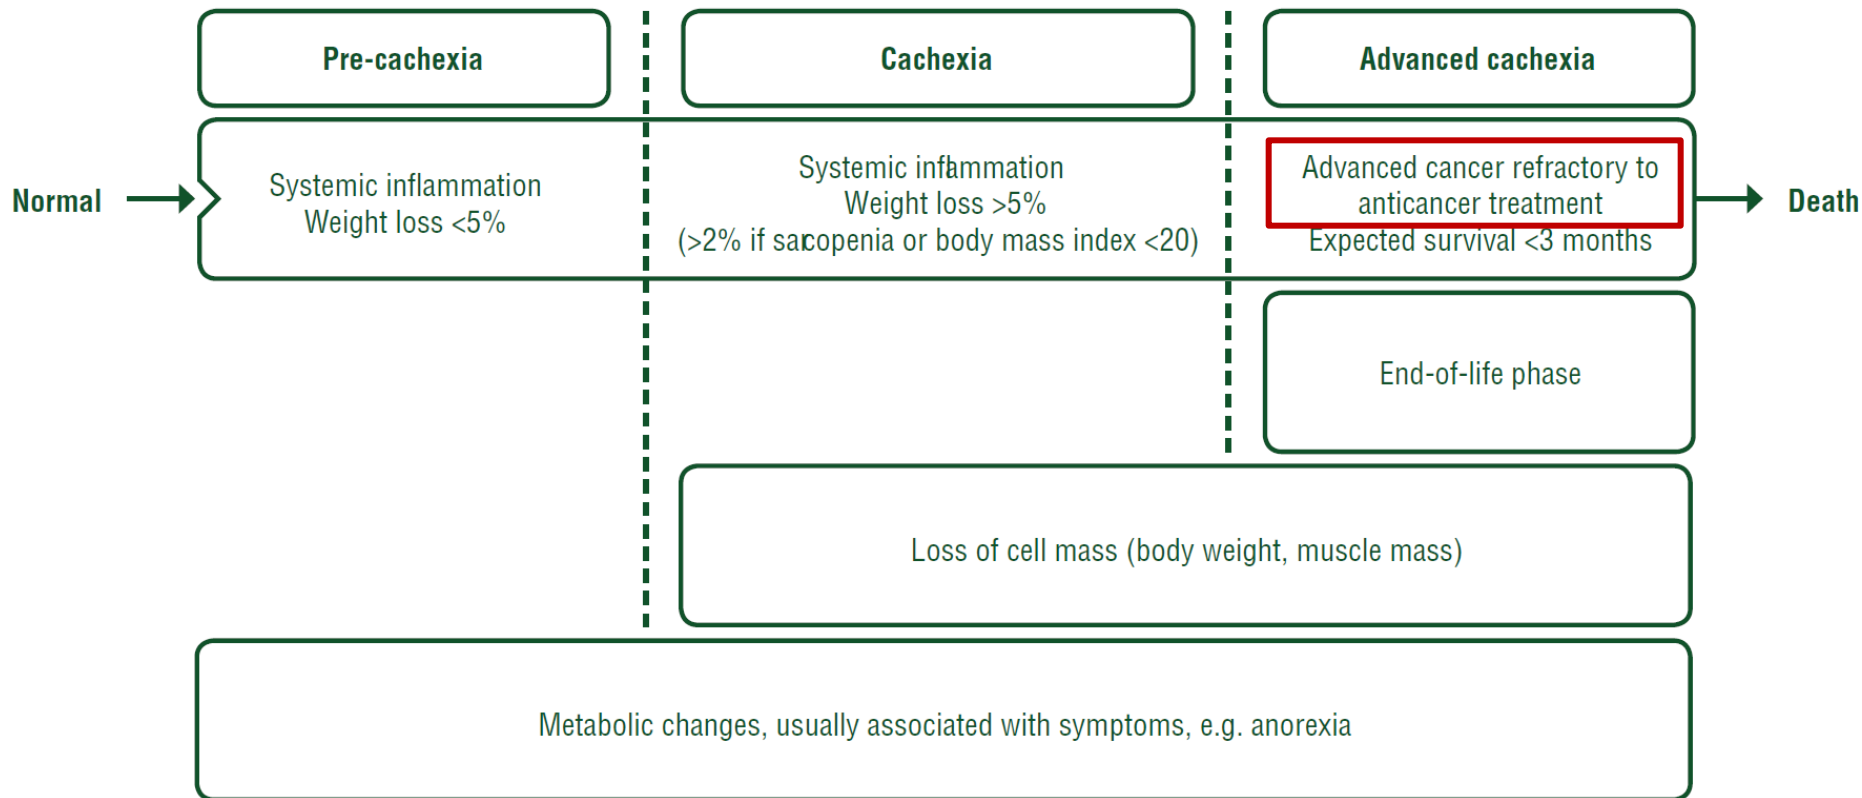 Pre-cachexia
Cachexia
Advanced cachexia
Normal
Systemic inflammation
Weight loss <5%
Systemic inflammation
Weight loss >5%
(>2% if sarcopenia or body mass index <20)
Advanced cancer refractory to
anticancer treatment
Expected survival <3 months
Death
End-of-life phase
Loss of cell mass (body weight, muscle mass)
Metabolic changes, usually associated with symptoms, e.g. anorexia